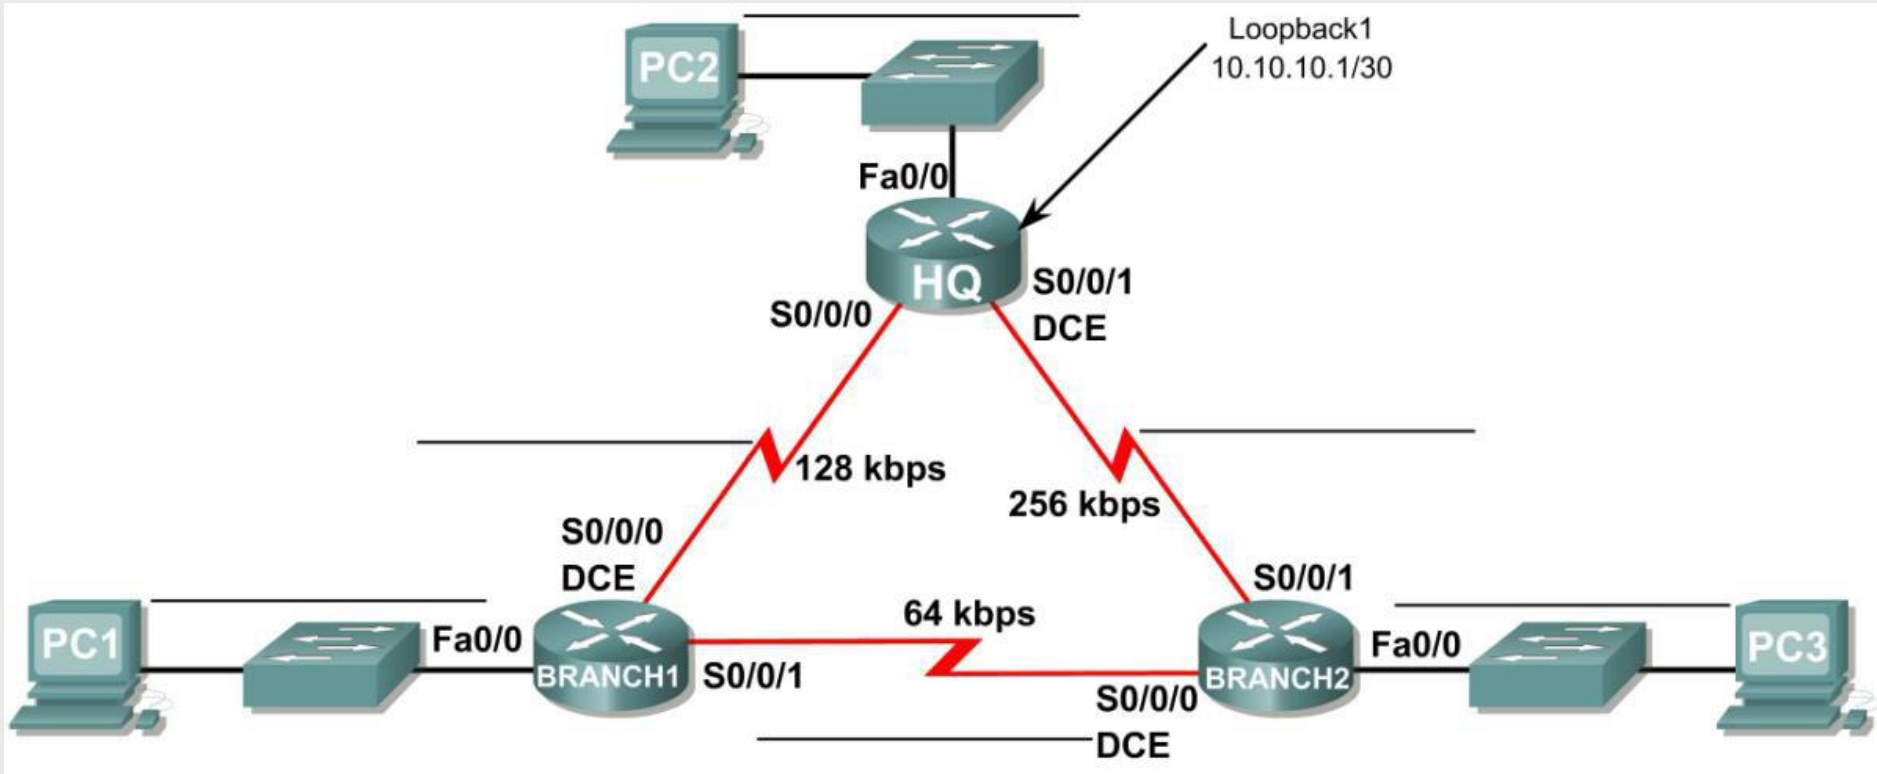 Loopback1
10.10.10.1/30
PC2
Fa0/0
HQ
S0/0/1
DCE
S0/0/0
128 kbps
256 kbps
S0/0/0
DCE
S0/0/1
64 kbps
PC1
Fa0/0
BRANCH1
S0/0/1
Fa0/0
PC3
BRANCH2
S0/0/0
DCE